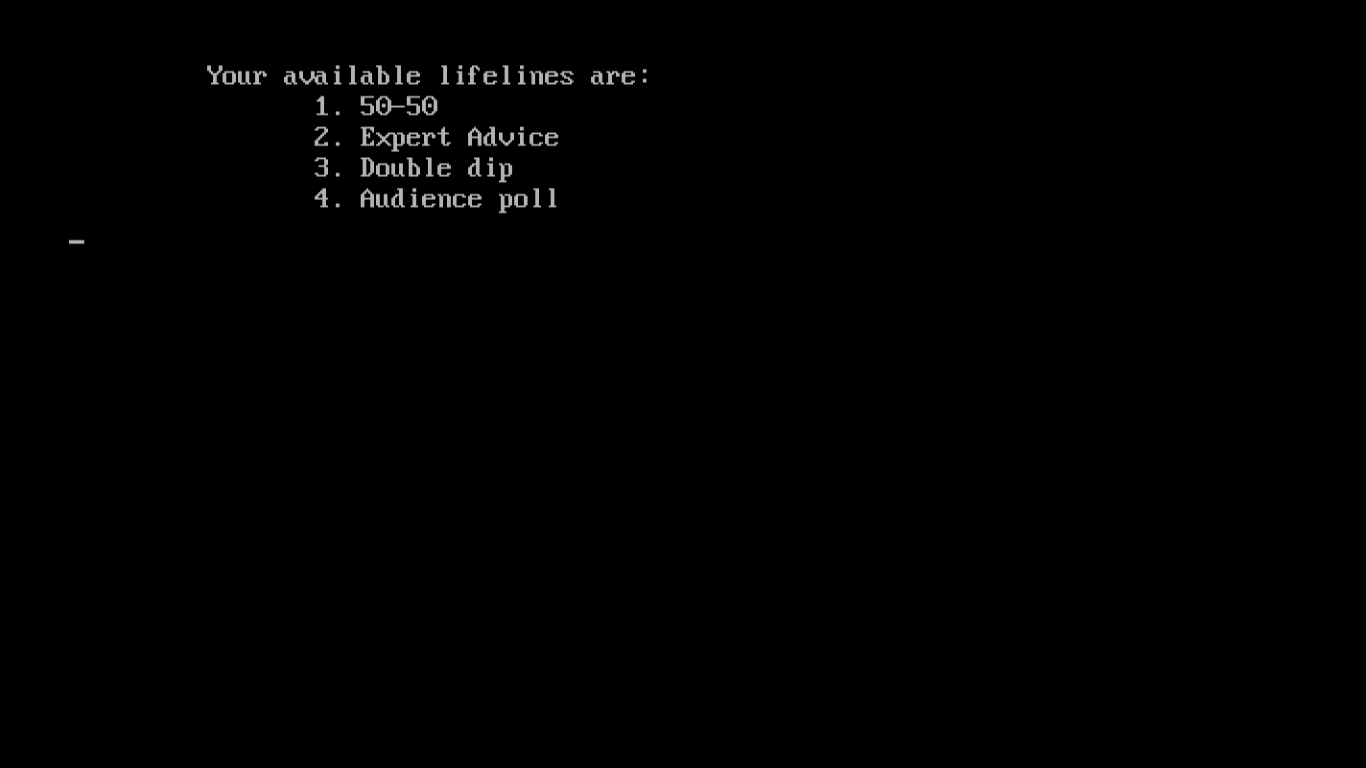 Your available lifelines are:
1. 50-50
2. Expert Advice
3. Double dip
4. Audience poll